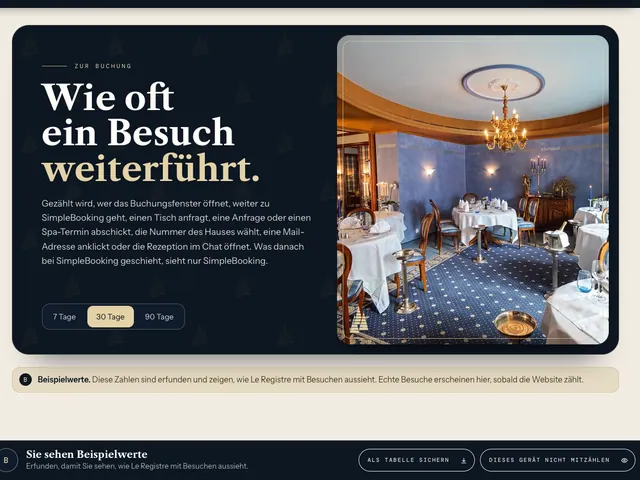 ZUR BUCHUNG
Wie oft
ein Besuch
weiterführt.
Gezählt wird, wer das Buchungsfenster öffnet, weiter zu
SimpleBooking geht, einen Tisch anfragt, eine Anfrage oder einen
Spa-Termin abschickt, die Nummer des Hauses wählt, eine Mail-
Adresse anklickt oder die Rezeption im Chat öffnet. Was danach
bei SimpleBooking geschieht, sieht nur SimpleBooking.
7 Tage 30 Tage 90 Tage
B Beispielwerte. Diese Zahlen sind erfunden und zeigen, wie Le Registre mit Besuchen aussieht. Echte Besuche erscheinen hier, sobald die Website zählt.
B Sie sehen Beispielwerte
Erfunden, damit Sie sehen, wie Le Registre mit Besuchen aussieht.
ALS TABELLE SICHERN
DIESES GERÄT NICHT MITZÄHLEN